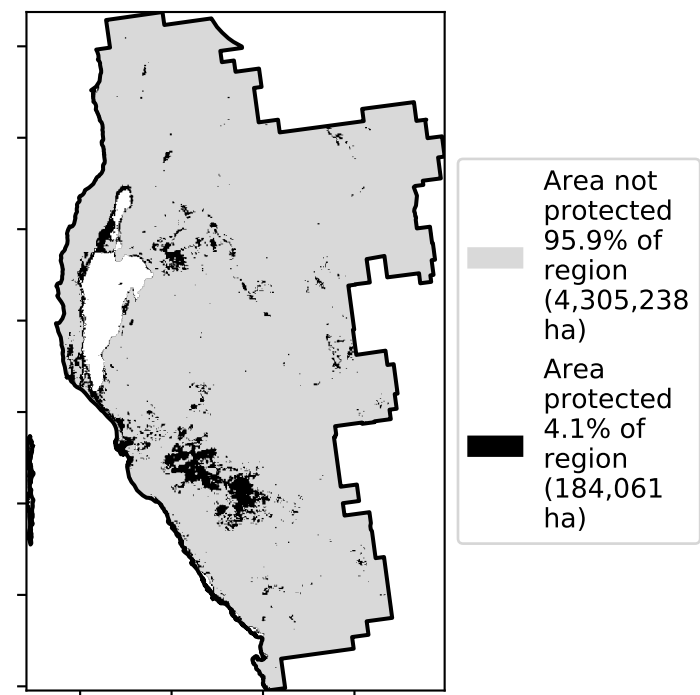 Area not
protected
95.9% of
region
(4,305,238
ha)
Area
protected
4.1% of
region
(184,061
ha)